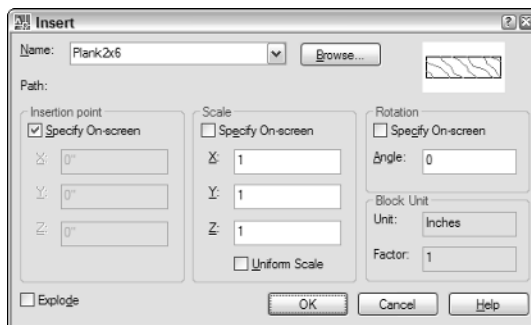 Insert
Name: Plank2x6 Browse...
Path:
Insertion point
Specify On-screen
X: 0"
Y: 0"
Z: 0"
Scale
Specify On-screen
X: 1
Y: 1
Z: 1
Uniform Scale
Rotation
Specify On-screen
Angle: 0
Block Unit
Unit: Inches
Factor: 1
Explode
OK Cancel Help